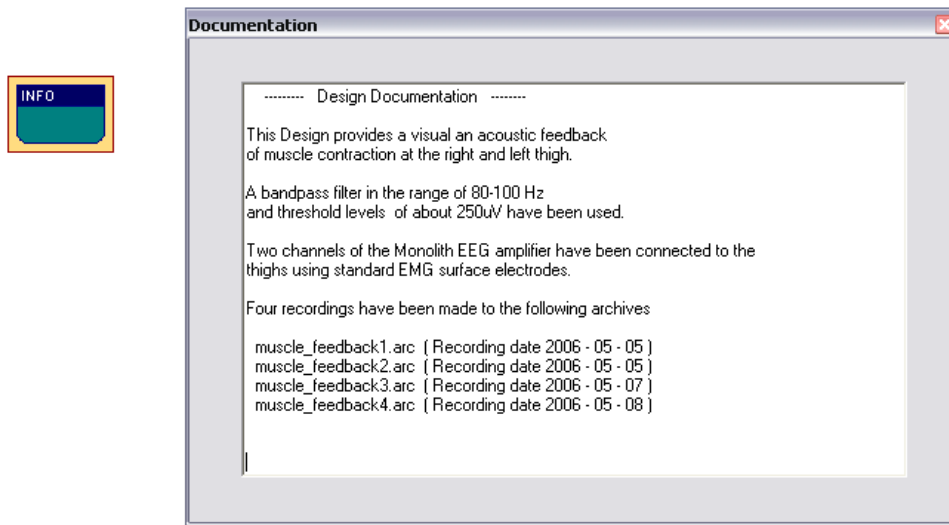 Documentation
INFO
--------- Design Documentation --------
This Design provides a visual an acoustic feedback
of muscle contraction at the right and left thigh.
A bandpass filter in the range of 80-100 Hz
and threshold levels  of about 250uV have been used.
Two channels of the Monolith EEG amplifier have been connected to the
thighs using standard EMG surface electrodes.
Four recordings have been made to the following archives
muscle_feedback1.arc  ( Recording date 2006 - 05 - 05 )
muscle_feedback2.arc  ( Recording date 2006 - 05 - 05 )
muscle_feedback3.arc  ( Recording date 2006 - 05 - 07 )
muscle_feedback4.arc  ( Recording date 2006 - 05 - 08 )